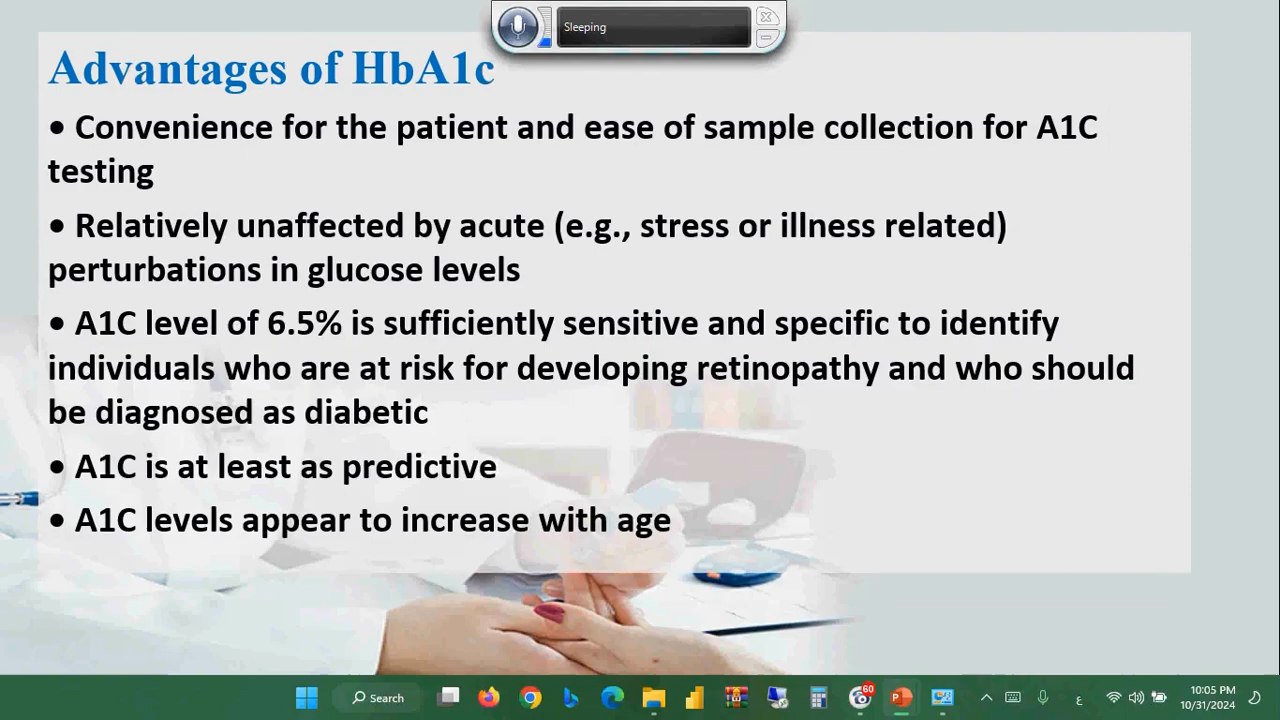 Sleeping
Advantages of HbA1c
• Convenience for the patient and ease of sample collection for A1C
testing
• Relatively unaffected by acute (e.g., stress or illness related)
perturbations in glucose levels
• A1C level of 6.5% is sufficiently sensitive and specific to identify
individuals who are at risk for developing retinopathy and who should
be diagnosed as diabetic
• A1C is at least as predictive
• A1C levels appear to increase with age
Search
60
ع
10:05 PM
10/31/2024